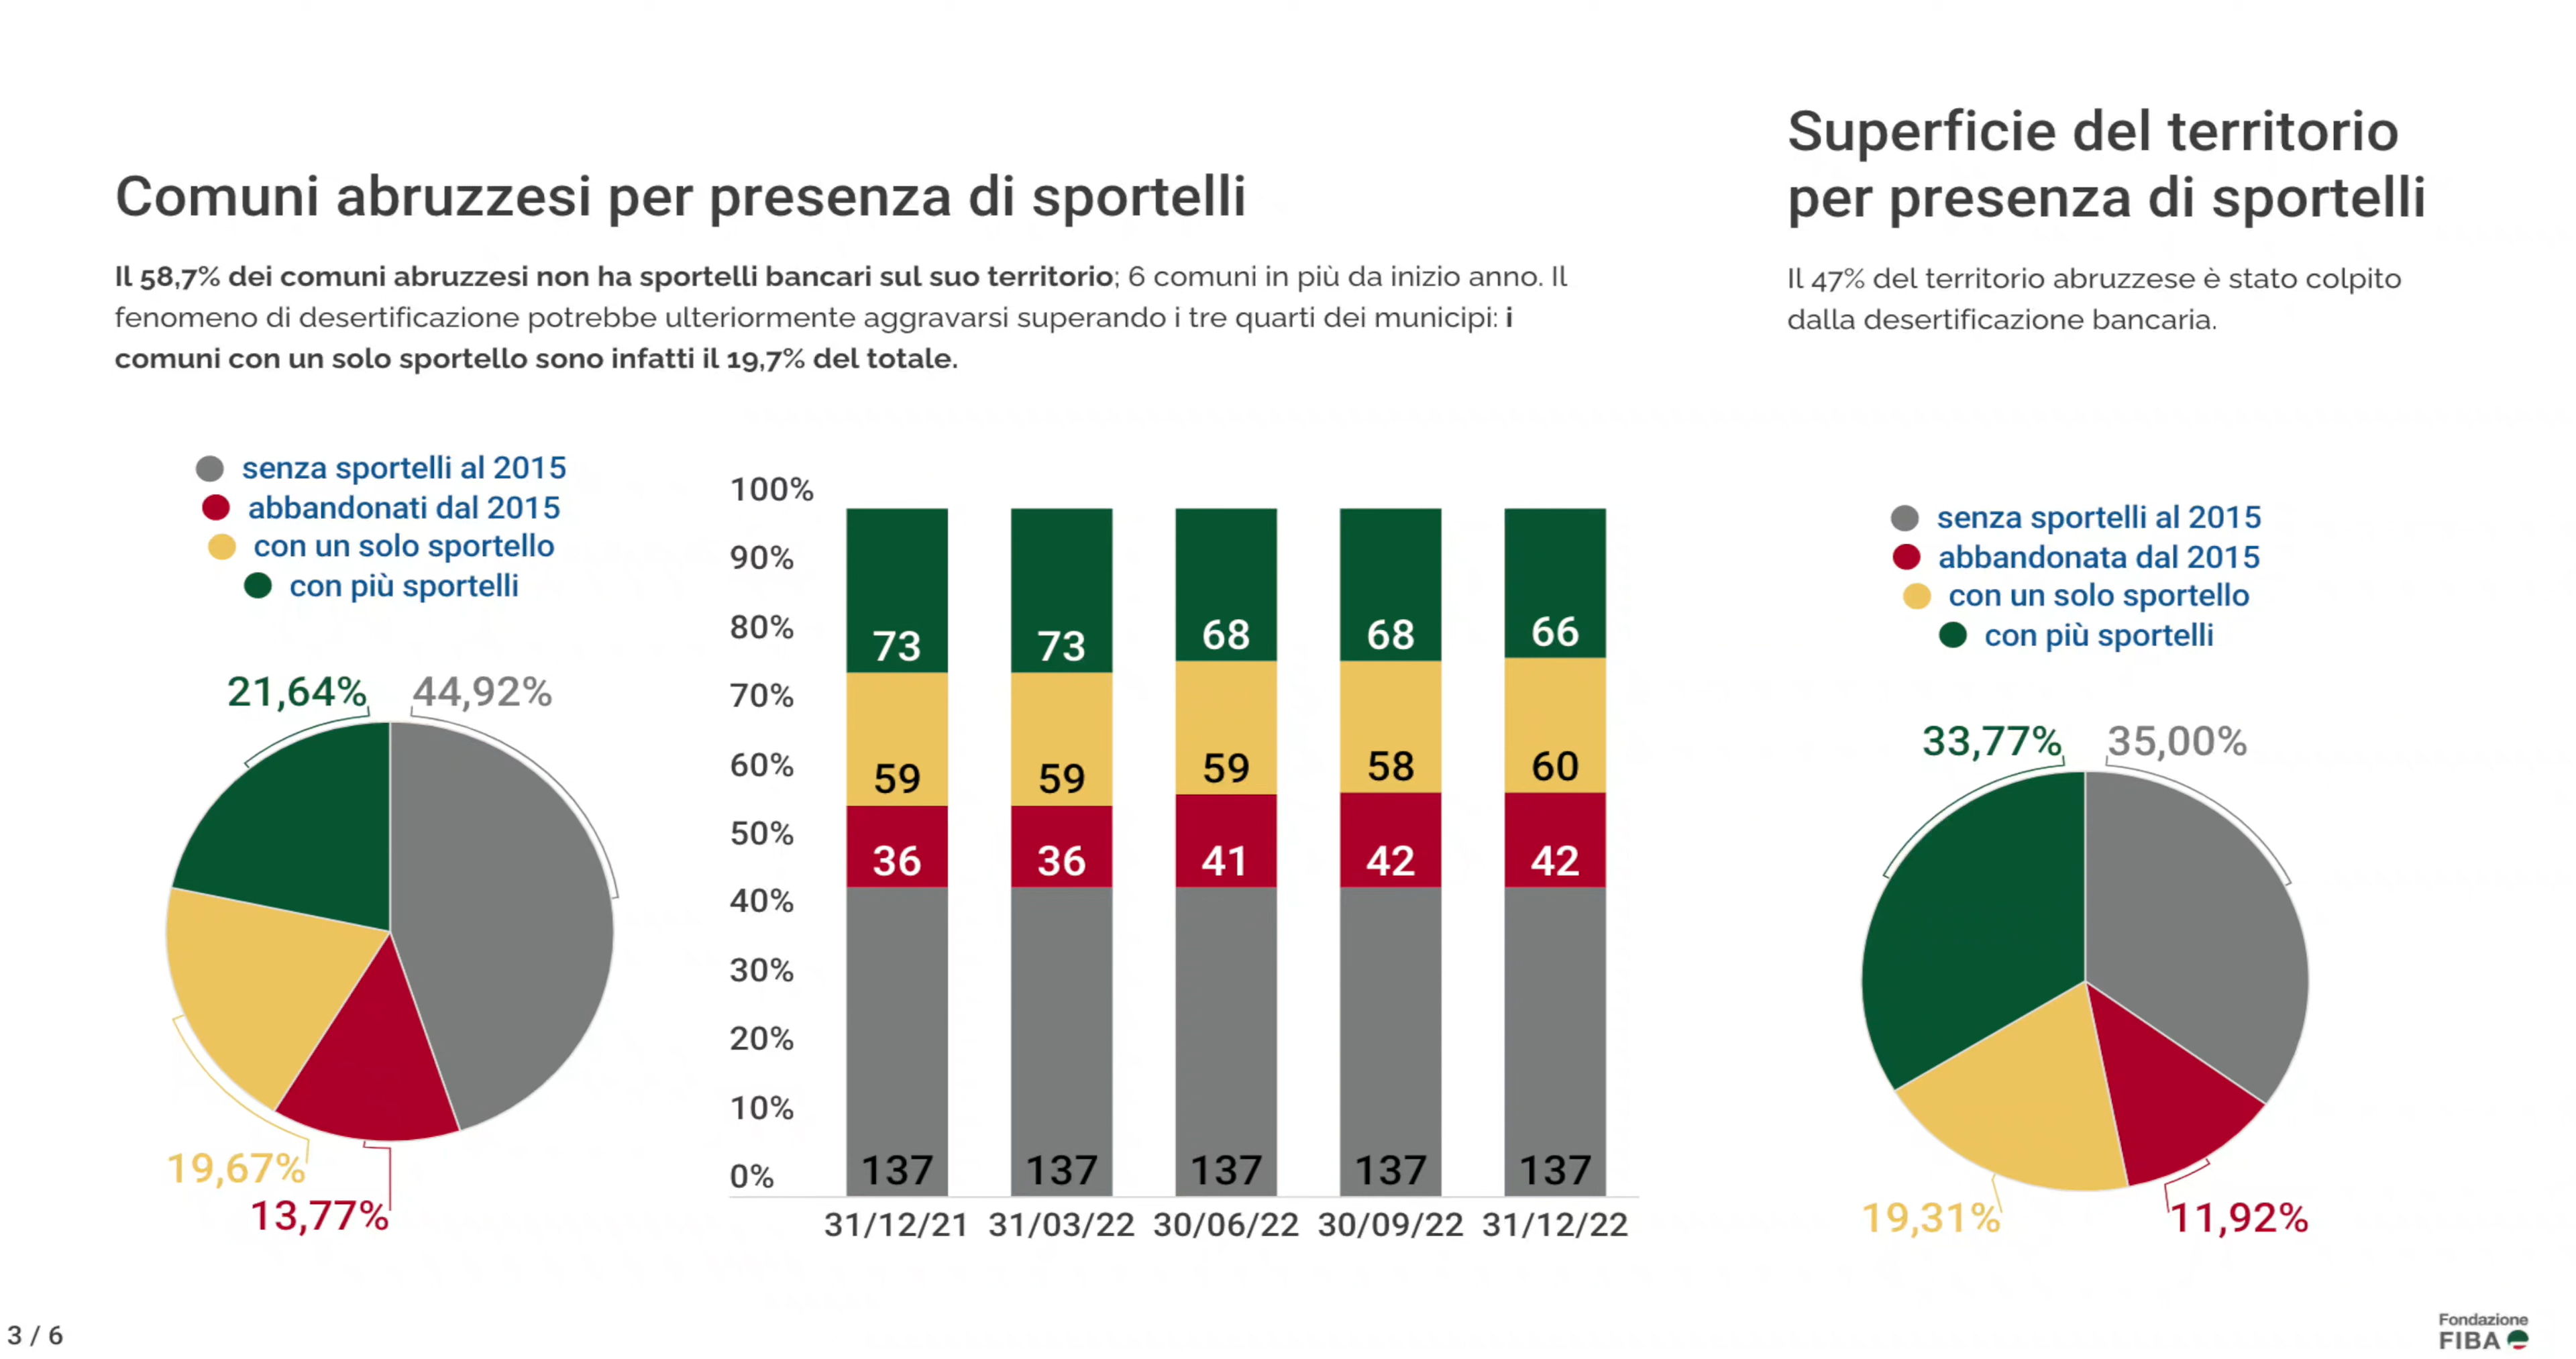 Comuni abruzzesi per presenza di sportelli
Il 58,7% dei comuni abruzzesi non ha sportelli bancari sul suo territorio; 6 comuni in più da inizio anno. Il
fenomeno di desertificazione potrebbe ulteriormente aggravarsi superando i tre quarti dei municipi: i
comuni con un solo sportello sono infatti il 19,7% del totale.
senza sportelli al 2015
abbandonati dal 2015
con un solo sportello
con più sportelli
21,64%
44,92%
19,67%
13,77%
100%
90%
80%
70%
60%
50%
40%
30%
20%
10%
0%
73 73 68 68 66
59 59 59 58 60
36 36 41 42 42
137 137 137 137 137
31/12/21 31/03/22 30/06/22 30/09/22 31/12/22
Superficie del territorio
per presenza di sportelli
Il 47% del territorio abruzzese è stato colpito
dalla desertificazione bancaria.
senza sportelli al 2015
abbandonata dal 2015
con un solo sportello
con più sportelli
33,77%
35,00%
19,31%
11,92%
3 / 6
Fondazione
FIBA